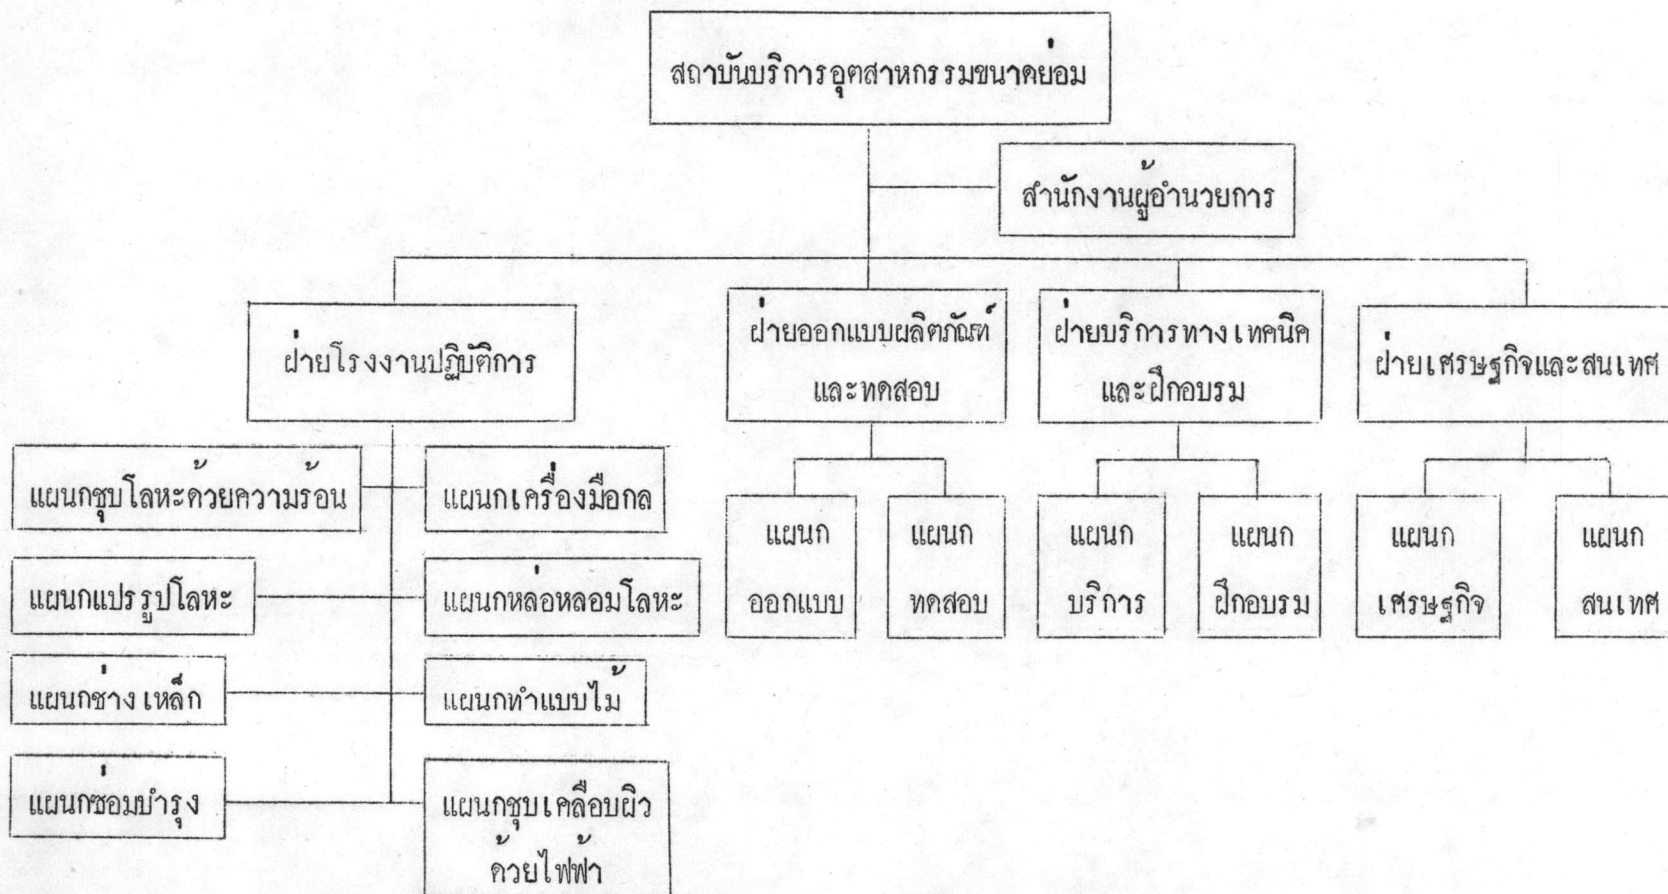 สถาบันบริการอุตสาหกรรมขนาดย่อม
สำนักงานผู้อำนวยการ
ฝ่ายโรงงานปฏิบัติการ
ฝ่ายออกแบบผลิตภัณฑ์
และทดสอบ
ฝ่ายบริการทางเทคนิค
และฝึกอบรม
ฝ่ายเศรษฐกิจและสนเทศ
แผนกชุบโลหะด้วยความร้อน
แผนกเครื่องมือกล
แผนกแปรรูปโลหะ
แผนกหล่อหลอมโลหะ
แผนกช่างเหล็ก
แผนกทำแบบไม้
แผนกซ่อมบำรุง
แผนกชุบเคลือบผิว
ด้วยไฟฟ้า
แผนก
ออกแบบ
แผนก
ทดสอบ
แผนก
บริการ
แผนก
ฝึกอบรม
แผนก
เศรษฐกิจ
แผนก
สนเทศ